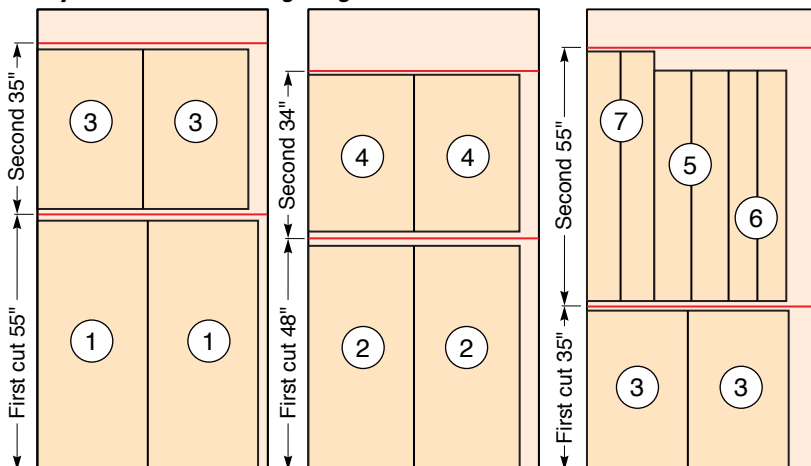 Second 35"
3
3
First cut 55"
1
1
Second 34"
4
4
First cut 48"
2
2
Second 55"
7
5
6
First cut 35"
3
3